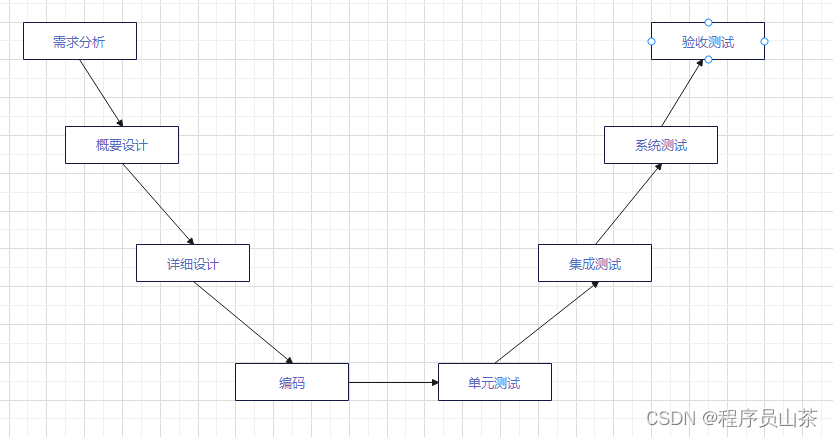 需求分析
验收测试
概要设计
系统测试
详细设计
集成测试
编码
单元测试
CSDN @程序员山茶